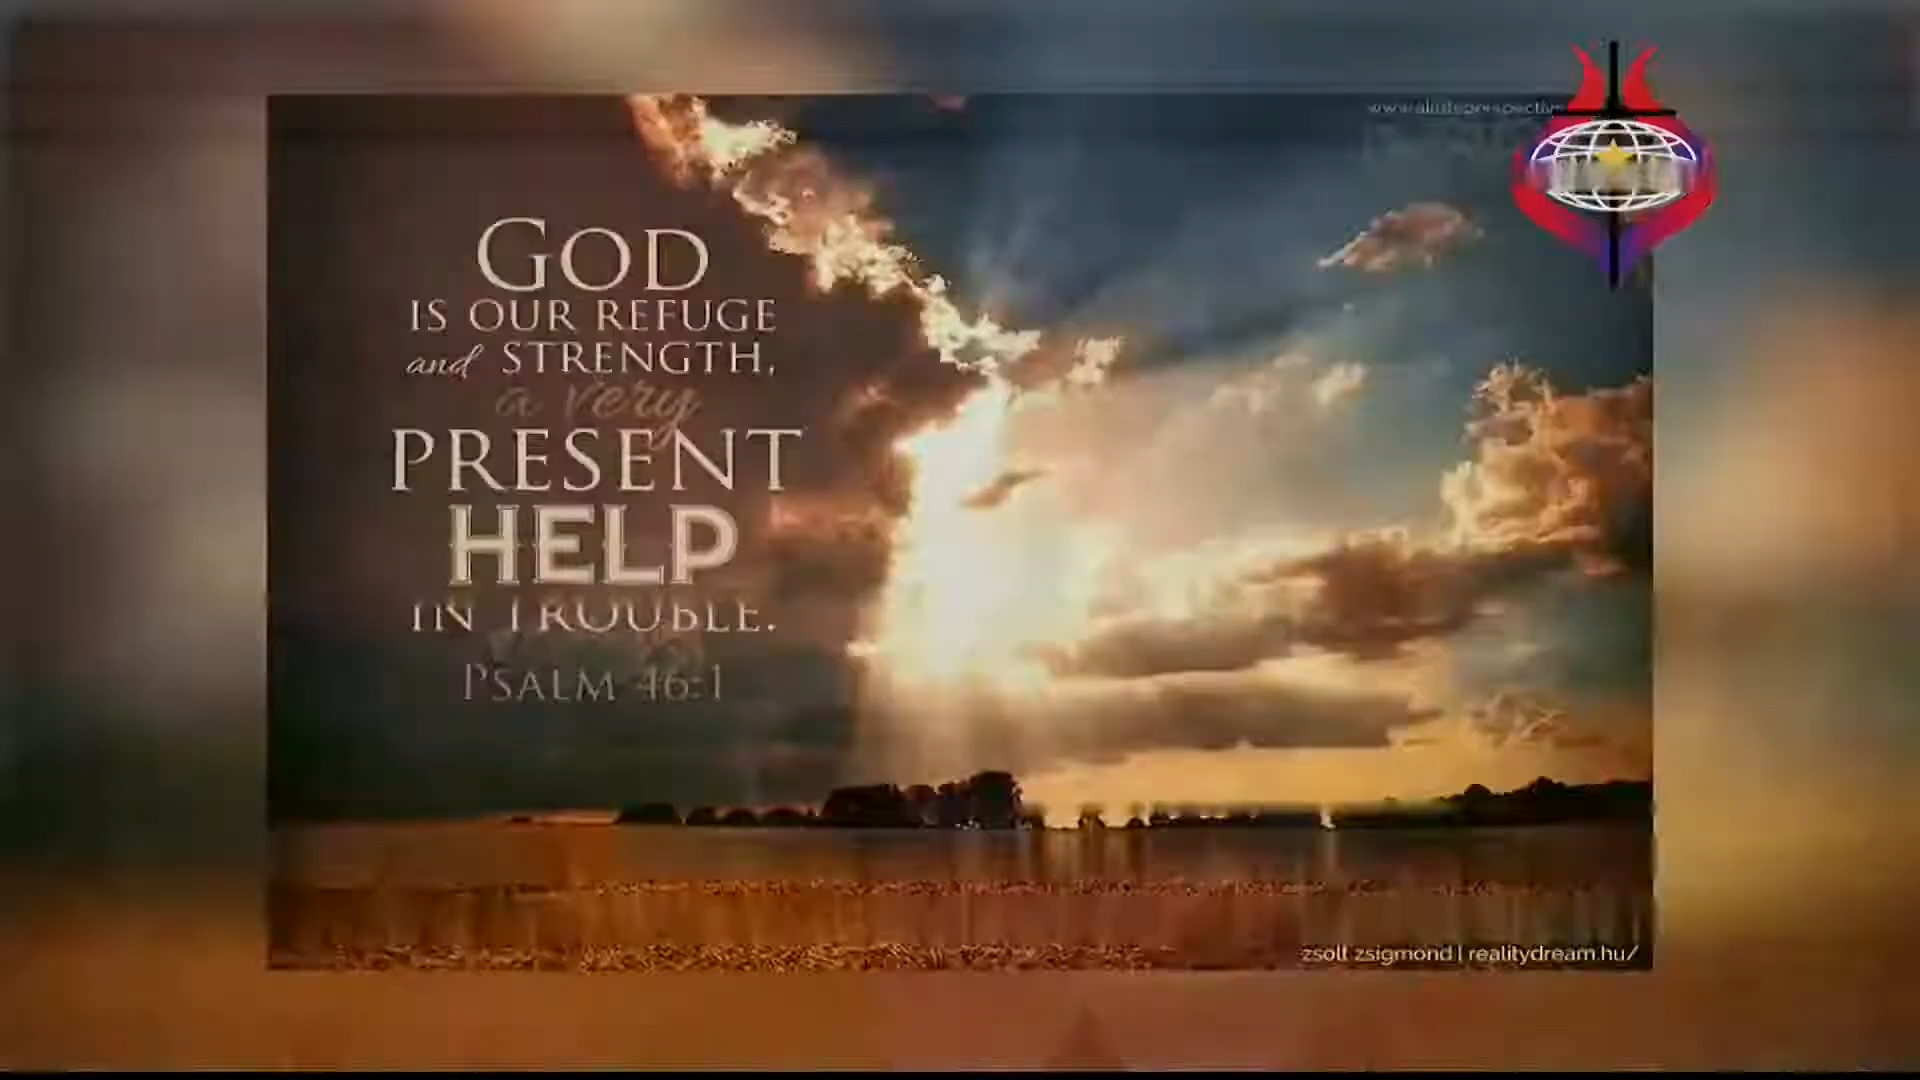 GOD
IS OUR REFUGE
and STRENGTH,
a very
PRESENT
HELP
IN TROUBLE.
PSALM 46:1
zsolt zsigmond | realitydream.hu/